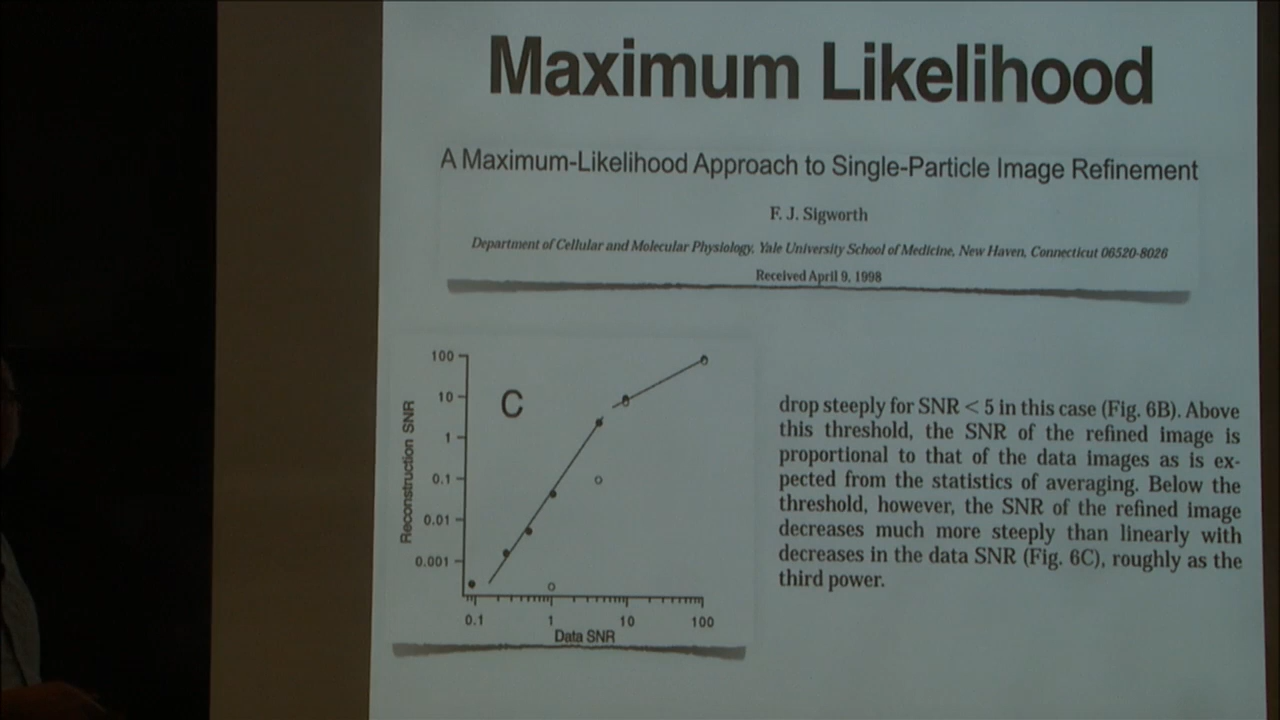 Maximum Likelihood
A Maximum-Likelihood Approach to Single-Particle Image Refinement
F. J. Sigworth
Department of Cellular and Molecular Physiology, Yale University School of Medicine, New Haven, Connecticut 06520-8026
Received April 9, 1998
C
Reconstruction SNR
100
10
1
0.1
0.01
0.001
0.1 1 10 100
Data SNR
drop steeply for SNR < 5 in this case (Fig. 6B). Above
this threshold, the SNR of the refined image is
proportional to that of the data images as is ex-
pected from the statistics of averaging. Below the
threshold, however, the SNR of the refined image
decreases much more steeply than linearly with
decreases in the data SNR (Fig. 6C), roughly as the
third power.